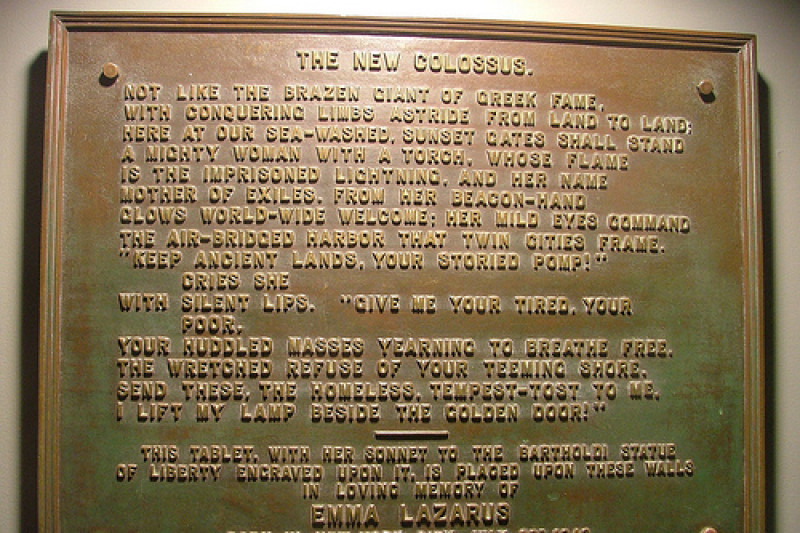 THE NEW COLOSSUS.
NOT LIKE THE BRAZEN GIANT OF GREEK FAME,
WITH CONQUERING LIMBS ASTRIDE FROM LAND TO LAND;
HERE AT OUR SEA-WASHED, SUNSET GATES SHALL STAND
A MIGHTY WOMAN WITH A TORCH, WHOSE FLAME
IS THE IMPRISONED LIGHTNING, AND HER NAME
MOTHER OF EXILES. FROM HER BEACON-HAND
GLOWS WORLD-WIDE WELCOME; HER MILD EYES COMMAND
THE AIR-BRIDGED HARBOR THAT TWIN CITIES FRAME.
"KEEP ANCIENT LANDS, YOUR STORIED POMP!"
CRIES SHE
WITH SILENT LIPS. "GIVE ME YOUR TIRED, YOUR
POOR,
YOUR HUDDLED MASSES YEARNING TO BREATHE FREE,
THE WRETCHED REFUSE OF YOUR TEEMING SHORE.
SEND THESE, THE HOMELESS, TEMPEST-TOST TO ME,
I LIFT MY LAMP BESIDE THE GOLDEN DOOR!"
THIS TABLET, WITH HER SONNET TO THE BARTHOLDI STATUE
OF LIBERTY ENGRAVED UPON IT, IS PLACED UPON THESE WALLS
IN LOVING MEMORY OF
EMMA LAZARUS